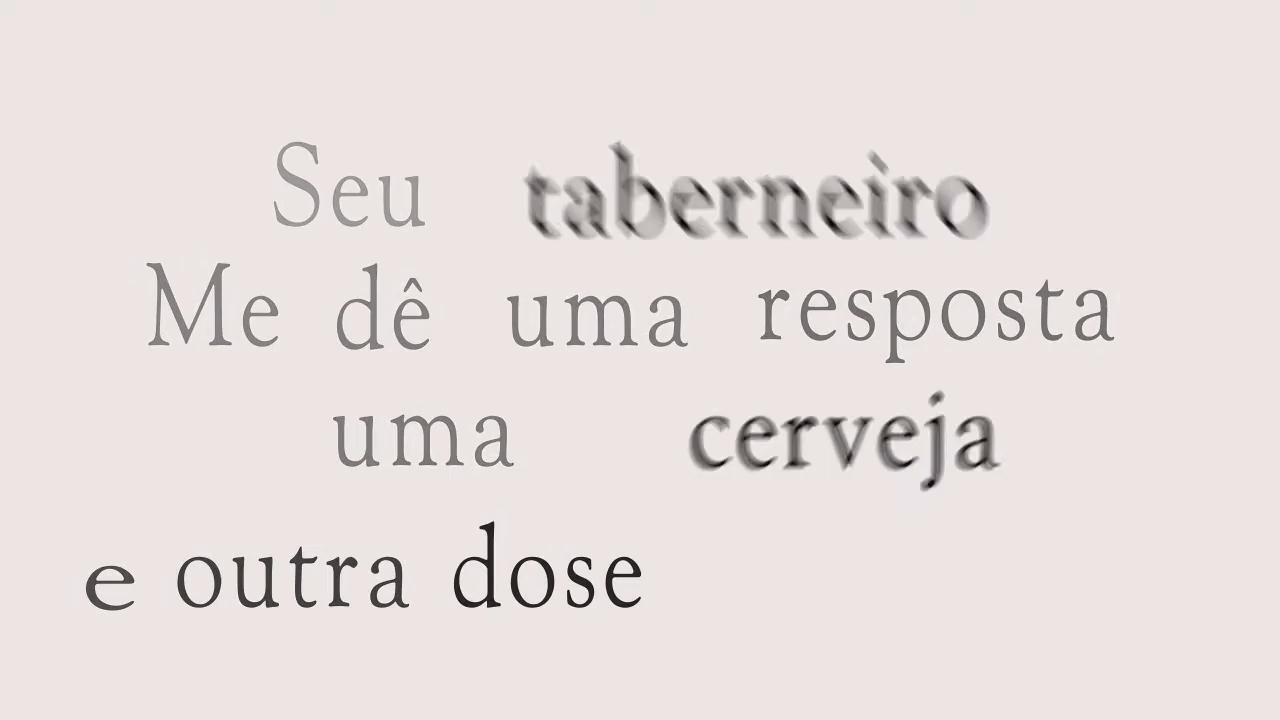 Seu taberneiro
Me dê uma resposta
uma cerveja
e outra dose